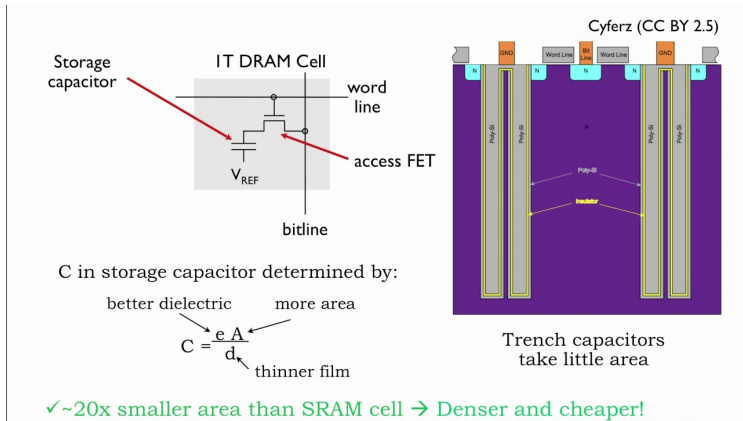 Cyferz (CC BY 2.5)
1T DRAM Cell
Storage
capacitor
word
line
access FET
V_REF
bitline
GND
Word Line
Bit
Line
Word Line
GND
N
N
N
N
N
P
Poly-Si
Poly-Si
Poly-Si
Poly-Si
Poly-Si
Insulator
C in storage capacitor determined by:
better dielectric
more area
C = e A / d
thinner film
Trench capacitors
take little area
✓~20x smaller area than SRAM cell → Denser and cheaper!